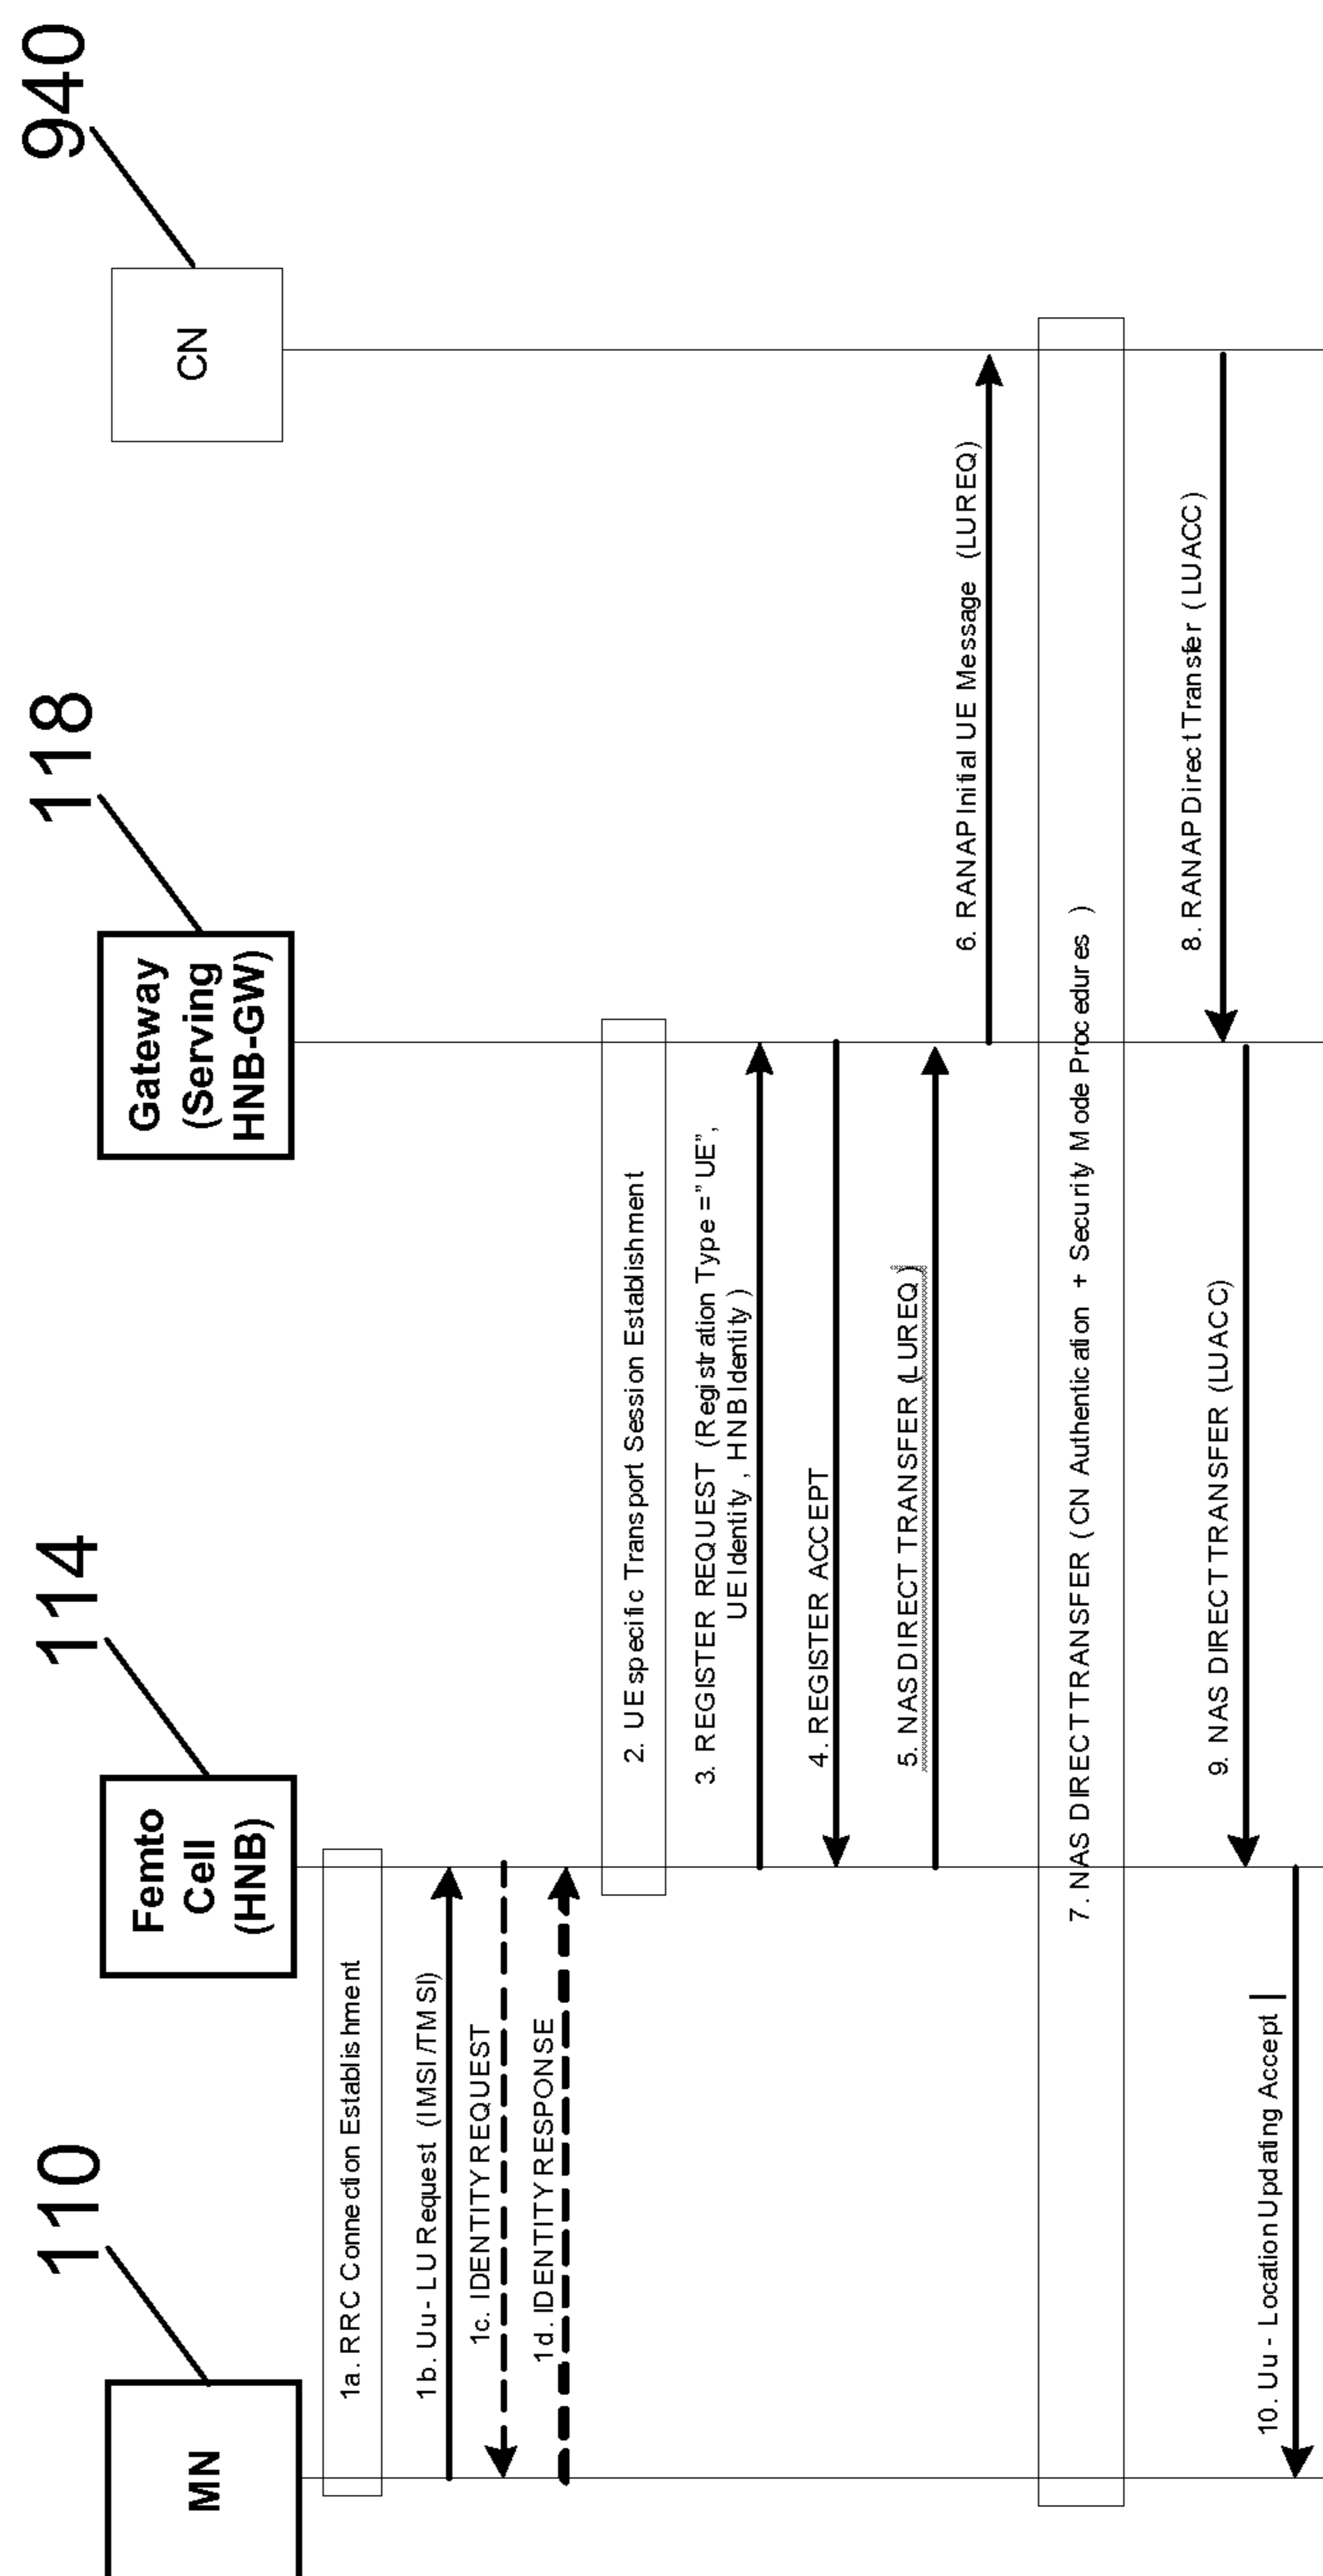 110
114
118
940
MN
Femto
Cell
(HNB)
Gateway
(Serving
HNB-GW)
CN
1a. RRC Connection Establishment
1b. Uu - LU Request (IMSI/TMSI)
1c. IDENTITY REQUEST
1d. IDENTITY RESPONSE
2. UE specific Transport Session Establishment
3. REGISTER REQUEST (Registration Type =”UE”,
UE Identity, HNB Identity )
4. REGISTER ACCEPT
5. NAS DIRECT TRANSFER (LUREQ )
6. RANAP Initial UE Message (LUREQ)
7. NAS DIRECT TRANSFER ( CN Authentication + Security Mode Procedures )
8. RANAP Direct Transfer ( LUACC)
9. NAS DIRECT TRANSFER (LUACC)
10. Uu - Location Updating Accept